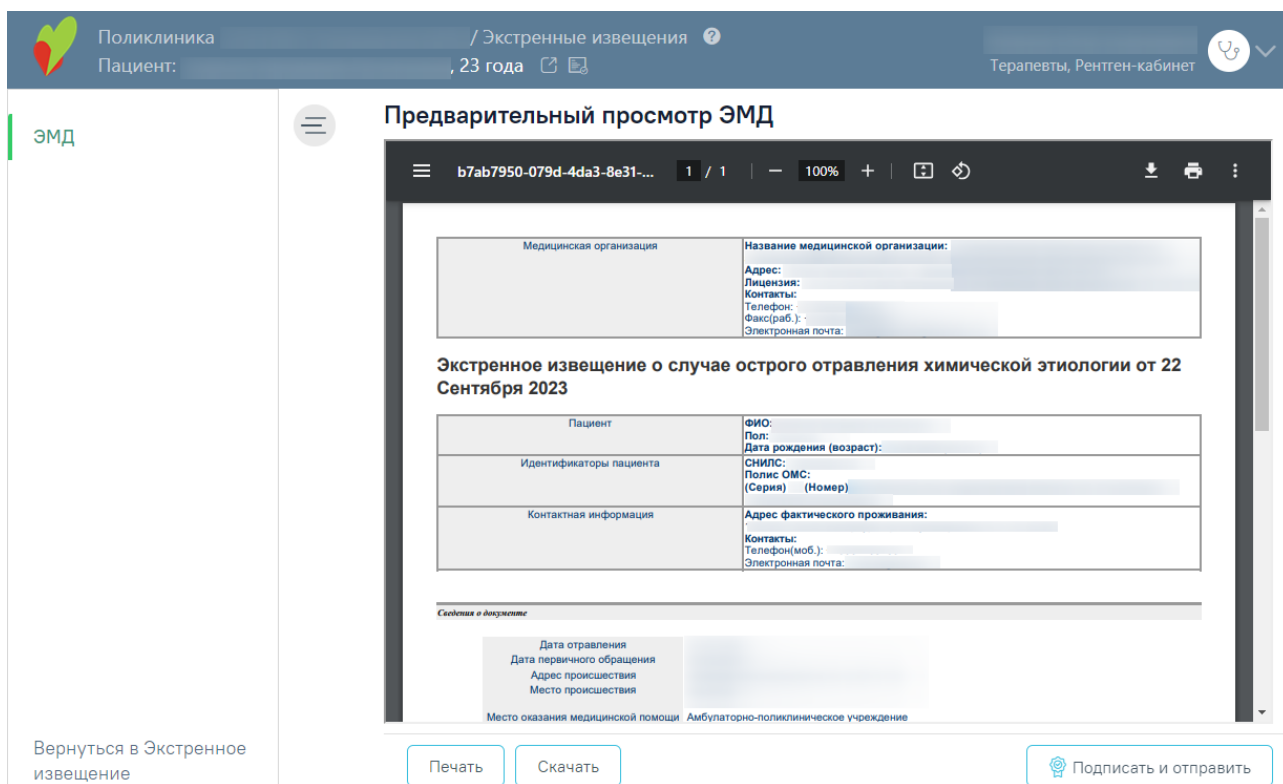 Поликлиника / Экстренные извещения ?
Пациент: , 23 года
Терапевты, Рентген-кабинет
ЭМД
Предварительный просмотр ЭМД
b7ab7950-079d-4da3-8e31-... 1 / 1 100%
Медицинская организация
Название медицинской организации:
Адрес:
Лицензия:
Контакты:
Телефон:
Факс(раб.):
Электронная почта:
Экстренное извещение о случае острого отравления химической этиологии от 22
Сентября 2023
Пациент
ФИО:
Пол:
Дата рождения (возраст):
Идентификаторы пациента
СНИЛС:
Полис ОМС:
(Серия) (Номер)
Контактная информация
Адрес фактического проживания:
Контакты:
Телефон(моб.):
Электронная почта:
Сведения о документе
Дата отравления
Дата первичного обращения
Адрес происшествия
Место происшествия
Место оказания медицинской помощи Амбулаторно-поликлиническое учреждение
Вернуться в Экстренное
извещение
Печать
Скачать
Подписать и отправить